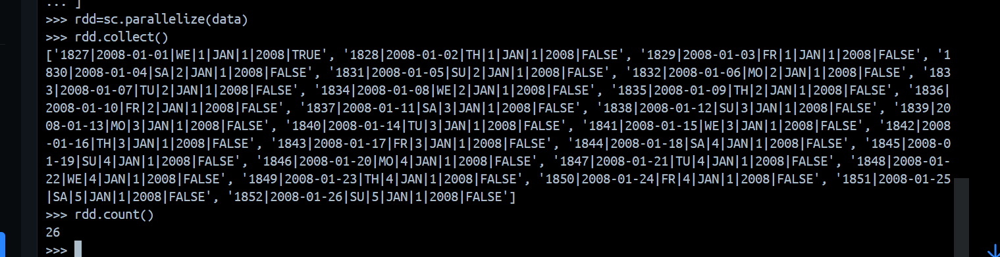 ... ]
>>> rdd=sc.parallelize(data)
>>> rdd.collect()
['1827|2008-01-01|WE|1|JAN|1|2008|TRUE', '1828|2008-01-02|TH|1|JAN|1|2008|FALSE', '1829|2008-01-03|FR|1|JAN|1|2008|FALSE', '1
830|2008-01-04|SA|2|JAN|1|2008|FALSE', '1831|2008-01-05|SU|2|JAN|1|2008|FALSE', '1832|2008-01-06|MO|2|JAN|1|2008|FALSE', '183
3|2008-01-07|TU|2|JAN|1|2008|FALSE', '1834|2008-01-08|WE|2|JAN|1|2008|FALSE', '1835|2008-01-09|TH|2|JAN|1|2008|FALSE', '1836|
2008-01-10|FR|2|JAN|1|2008|FALSE', '1837|2008-01-11|SA|3|JAN|1|2008|FALSE', '1838|2008-01-12|SU|3|JAN|1|2008|FALSE', '1839|20
08-01-13|MO|3|JAN|1|2008|FALSE', '1840|2008-01-14|TU|3|JAN|1|2008|FALSE', '1841|2008-01-15|WE|3|JAN|1|2008|FALSE', '1842|2008
-01-16|TH|3|JAN|1|2008|FALSE', '1843|2008-01-17|FR|3|JAN|1|2008|FALSE', '1844|2008-01-18|SA|4|JAN|1|2008|FALSE', '1845|2008-0
1-19|SU|4|JAN|1|2008|FALSE', '1846|2008-01-20|MO|4|JAN|1|2008|FALSE', '1847|2008-01-21|TU|4|JAN|1|2008|FALSE', '1848|2008-01-
22|WE|4|JAN|1|2008|FALSE', '1849|2008-01-23|TH|4|JAN|1|2008|FALSE', '1850|2008-01-24|FR|4|JAN|1|2008|FALSE', '1851|2008-01-25
|SA|5|JAN|1|2008|FALSE', '1852|2008-01-26|SU|5|JAN|1|2008|FALSE']
>>> rdd.count()
26
>>>